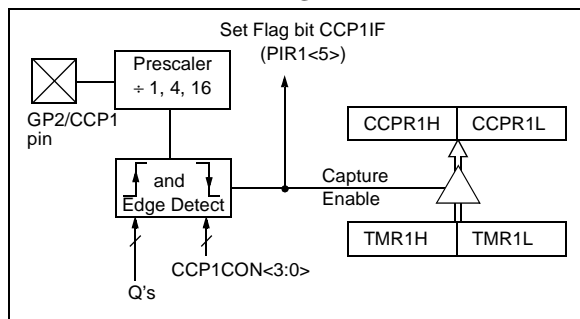 Set Flag bit CCP1IF
(PIR1<5>)
Prescaler
÷ 1, 4, 16
GP2/CCP1
pin
CCPR1H CCPR1L
and
Edge Detect
Capture
Enable
TMR1H TMR1L
CCP1CON<3:0>
Q's